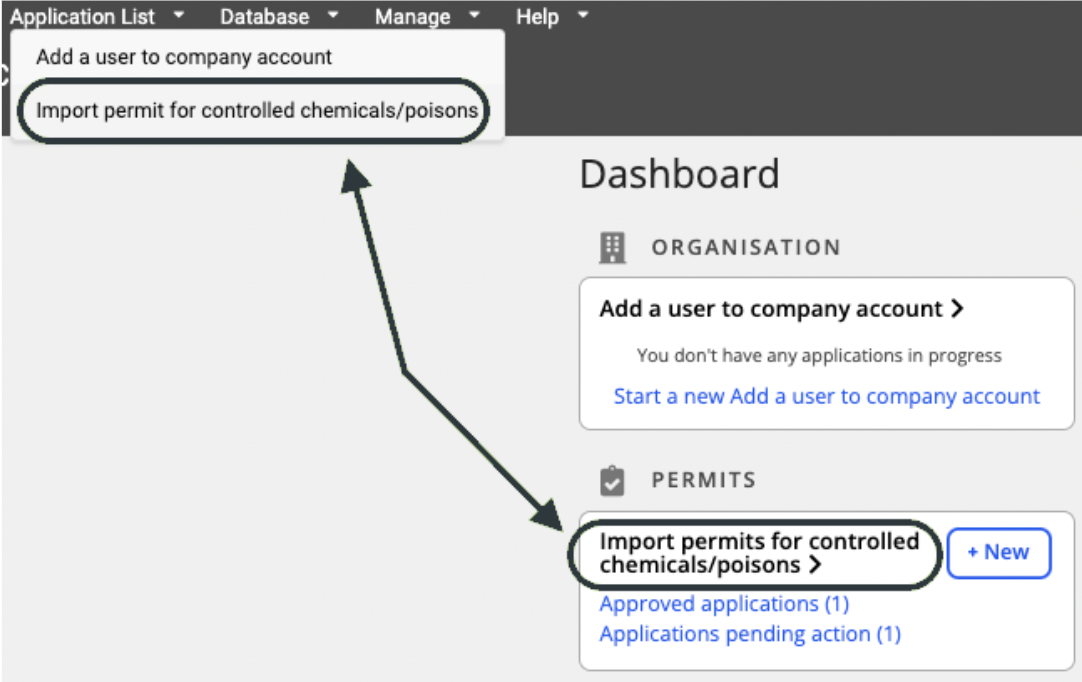 Application List Database Manage Help
Add a user to company account
Import permit for controlled chemicals/poisons
Dashboard
ORGANISATION
Add a user to company account
You don't have any applications in progress
Start a new Add a user to company account
PERMITS
Import permits for controlled
chemicals/poisons
+ New
Approved applications (1)
Applications pending action (1)